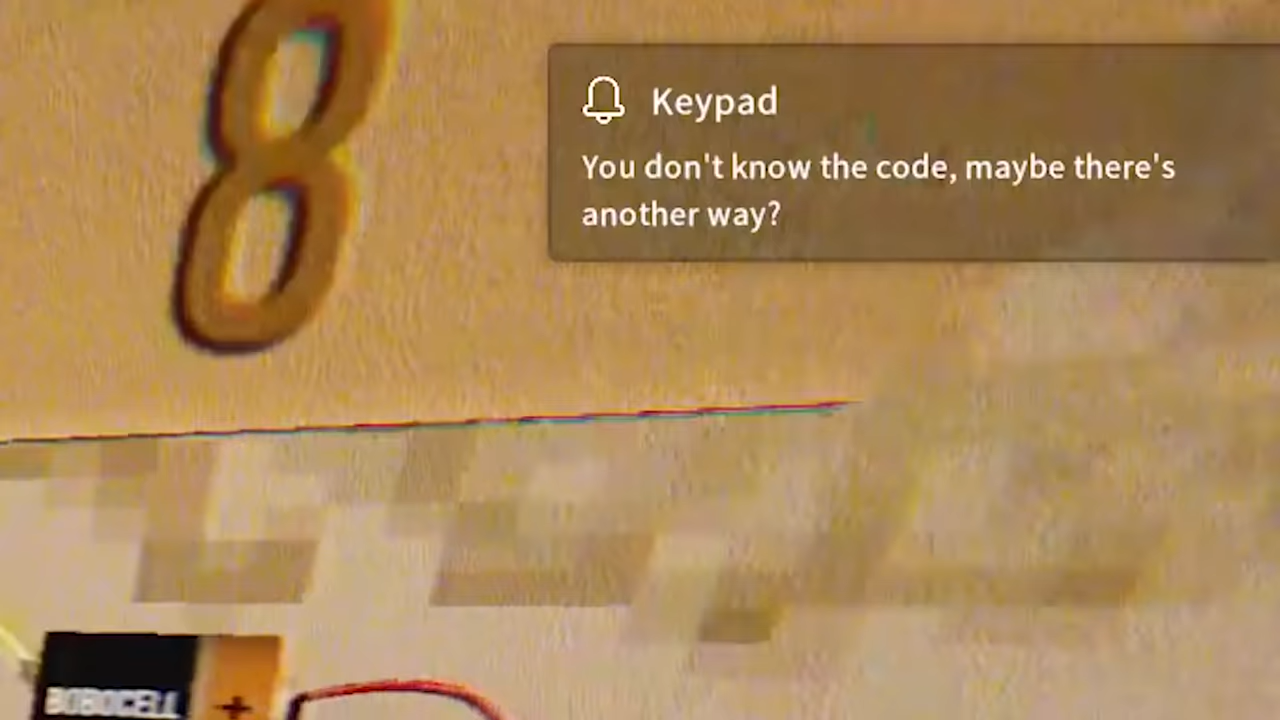 8
Keypad
You don't know the code, maybe there's
another way?
BOBOCELL
+